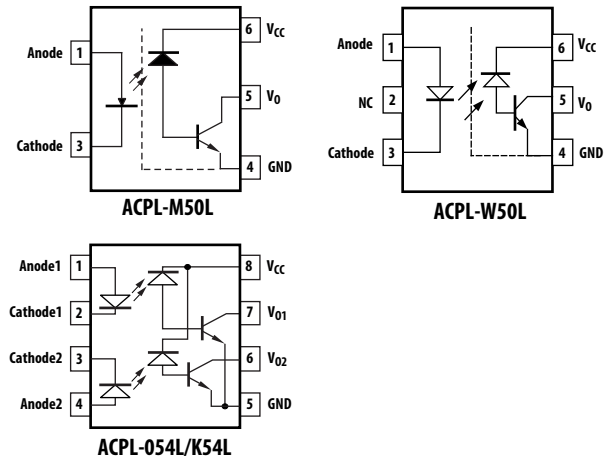 Anode 1
Cathode 3
6 VCC
5 VO
4 GND
ACPL-M50L
Anode 1
NC 2
Cathode 3
6 VCC
5 VO
4 GND
ACPL-W50L
Anode1 1
Cathode1 2
Cathode2 3
Anode2 4
8 VCC
7 VO1
6 VO2
5 GND
ACPL-054L/K54L